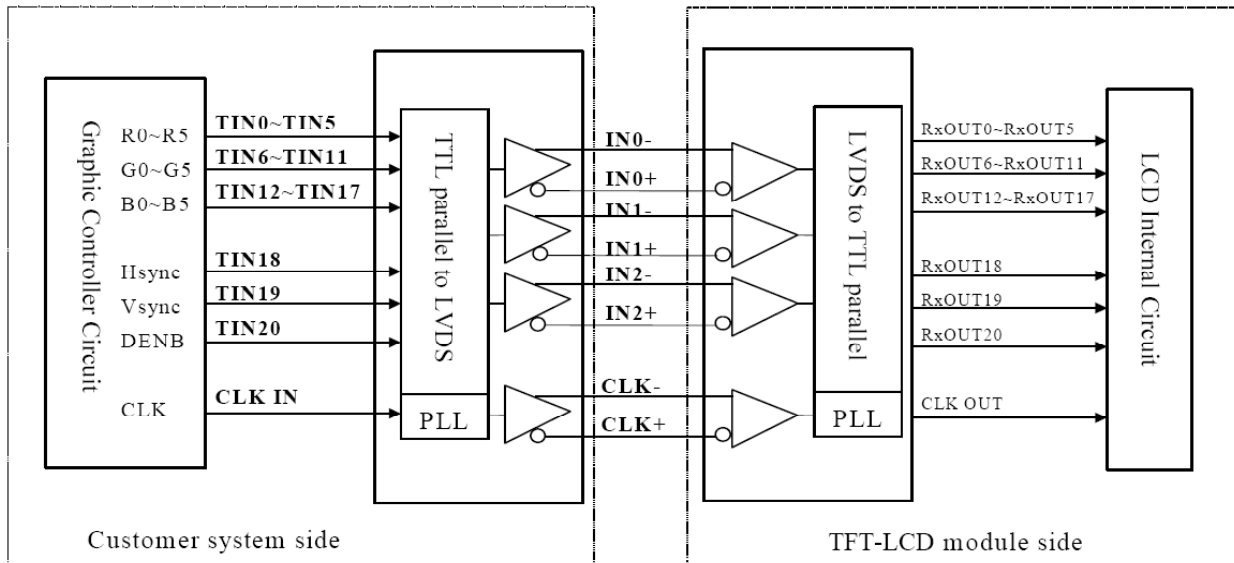 Graphic Controller Circuit
R0~R5
G0~G5
B0~B5
Hsync
Vsync
DENB
CLK
TIN0~TIN5
TIN6~TIN11
TIN12~TIN17
TIN18
TIN19
TIN20
CLK IN
TTL parallel to LVDS
PLL
IN0-
IN0+
IN1-
IN1+
IN2-
IN2+
CLK-
CLK+
LVDS to TTL parallel
PLL
RxOUT0~RxOUT5
RxOUT6~RxOUT11
RxOUT12~RxOUT17
RxOUT18
RxOUT19
RxOUT20
CLK OUT
LCD Internal Circuit
Customer system side
TFT-LCD module side